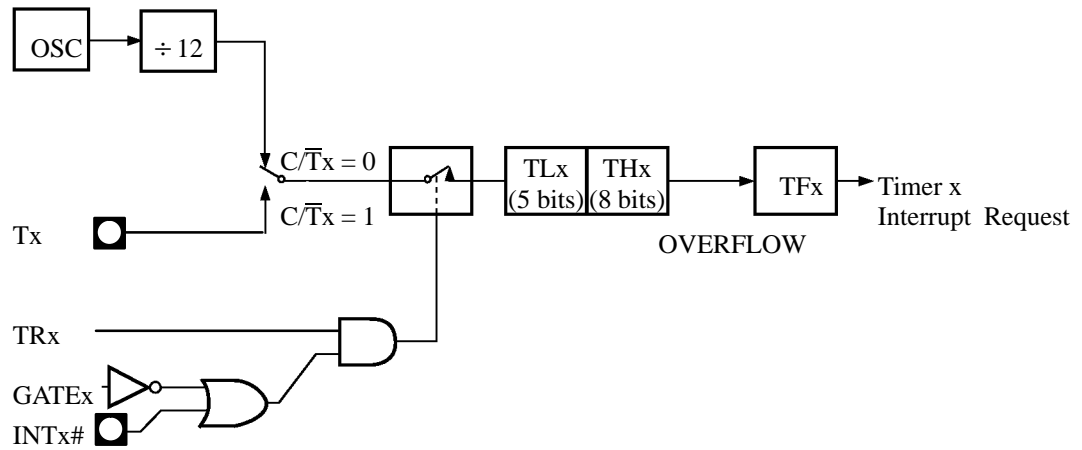 OSC
÷ 12
C/T̅x = 0
C/T̅x = 1
Tx
TLx
(5 bits)
THx
(8 bits)
TFx
Timer x
Interrupt Request
OVERFLOW
TRx
GATEx
INTx#